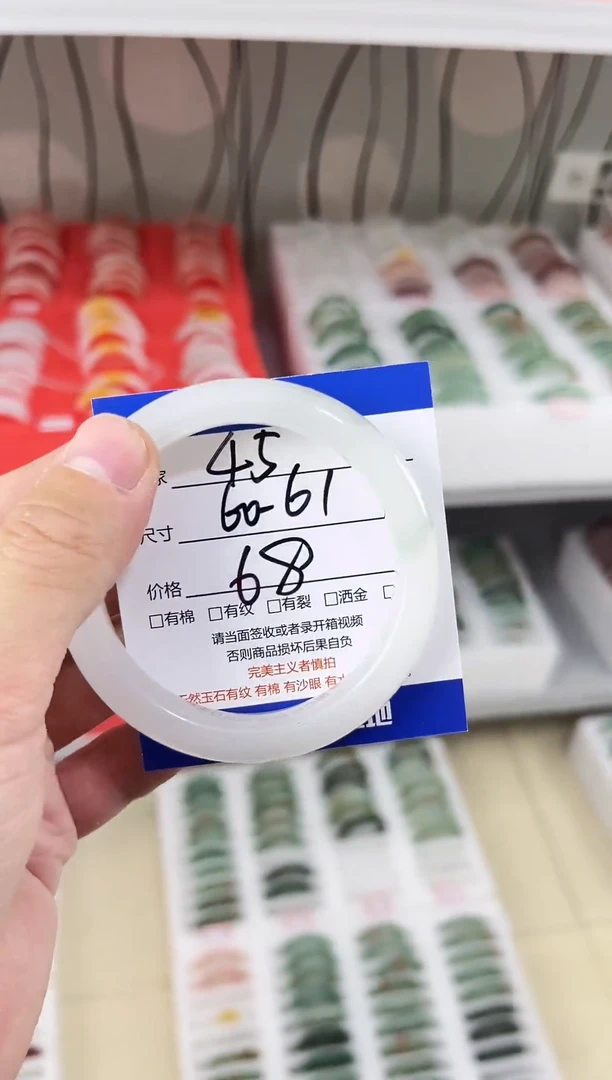 家 45
尺寸 60-61
价格 68
□有棉 □有纹 □有裂 □洒金
请当面签收或者录开箱视频
否则商品损坏后果自负
完美主义者慎拍
然玉石有纹 有棉 有沙眼 有